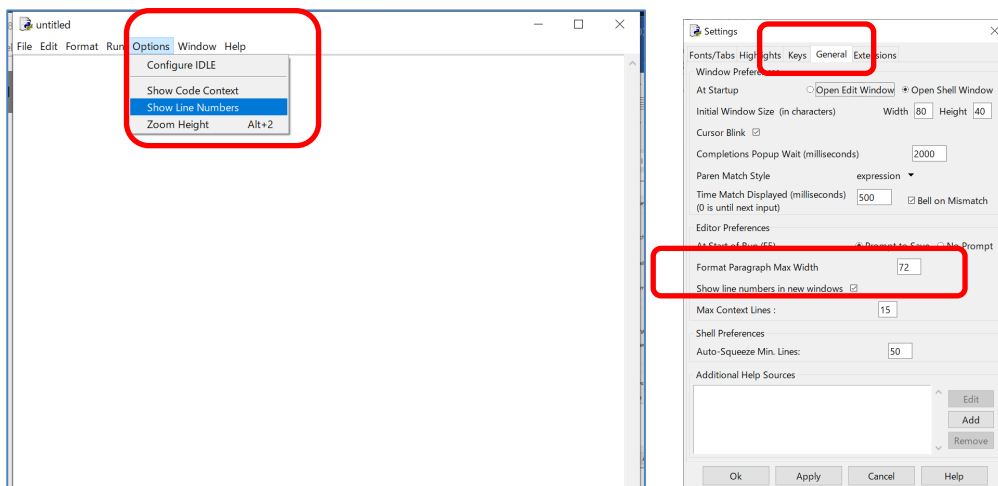 untitled
File Edit Format Run Options Window Help
Configure IDLE
Show Code Context
Show Line Numbers
Zoom Height Alt+2
Settings
Fonts/Tabs Highlights Keys General Extensions
Window Preferences
At Startup Open Edit Window Open Shell Window
Initial Window Size (in characters) Width 80 Height 40
Cursor Blink
Completions Popup Wait (milliseconds) 2000
Paren Match Style expression
Time Match Displayed (milliseconds) 500 Bell on Mismatch
(0 is until next input)
Editor Preferences
At Start of Run (F5) Prompt to Save No Prompt
Format Paragraph Max Width 72
Show line numbers in new windows
Max Context Lines : 15
Shell Preferences
Auto-Squeeze Min. Lines: 50
Additional Help Sources
Edit
Add
Remove
Ok Apply Cancel Help